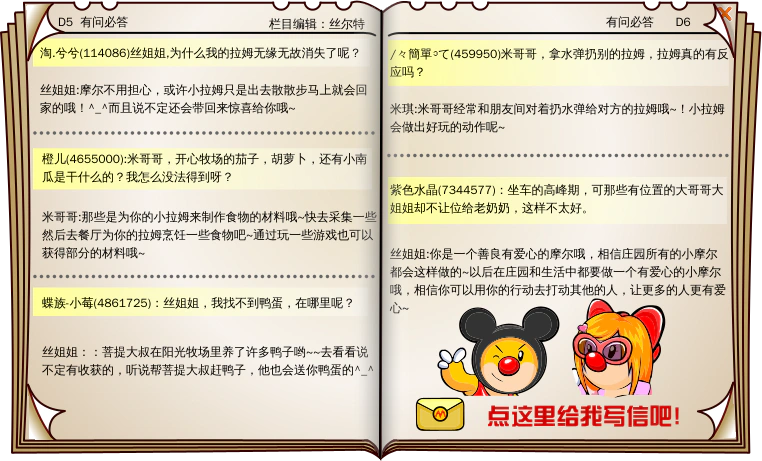 D5 有问必答
栏目编辑：丝尔特
淘.兮兮(114086)丝姐姐,为什么我的拉姆无缘无故消失了呢？
丝姐姐:摩尔不用担心，或许小拉姆只是出去散散步马上就会回
家的哦！^_^而且说不定还会带回来惊喜给你哦~
橙儿(4655000):米哥哥，开心牧场的茄子，胡萝卜，还有小南
瓜是干什么的？我怎么没法得到呀？
米哥哥:那些是为你的小拉姆来制作食物的材料哦~快去采集一些
然后去餐厅为你的拉姆烹饪一些食物吧~通过玩一些游戏也可以
获得部分的材料哦~
蝶族-小莓(4861725)：丝姐姐，我找不到鸭蛋，在哪里呢？
丝姐姐：：菩提大叔在阳光牧场里养了许多鸭子哟~~去看看说
不定有收获的，听说帮菩提大叔赶鸭子，他也会送你鸭蛋的^_^
有问必答 D6
/々簡單㋡て(459950)米哥哥，拿水弹扔别的拉姆，拉姆真的有反
应吗？
米琪:米哥哥经常和朋友间对着扔水弹给对方的拉姆哦~！小拉姆
会做出好玩的动作呢~
紫色水晶(7344577)：坐车的高峰期，可那些有位置的大哥哥大
姐姐却不让位给老奶奶，这样不太好。
丝姐姐:你是一个善良有爱心的摩尔哦，相信庄园所有的小摩尔
都会这样做的~以后在庄园和生活中都要做一个有爱心的小摩尔
哦，相信你可以用你的行动去打动其他的人，让更多的人更有爱
心~
点这里给我写信吧!